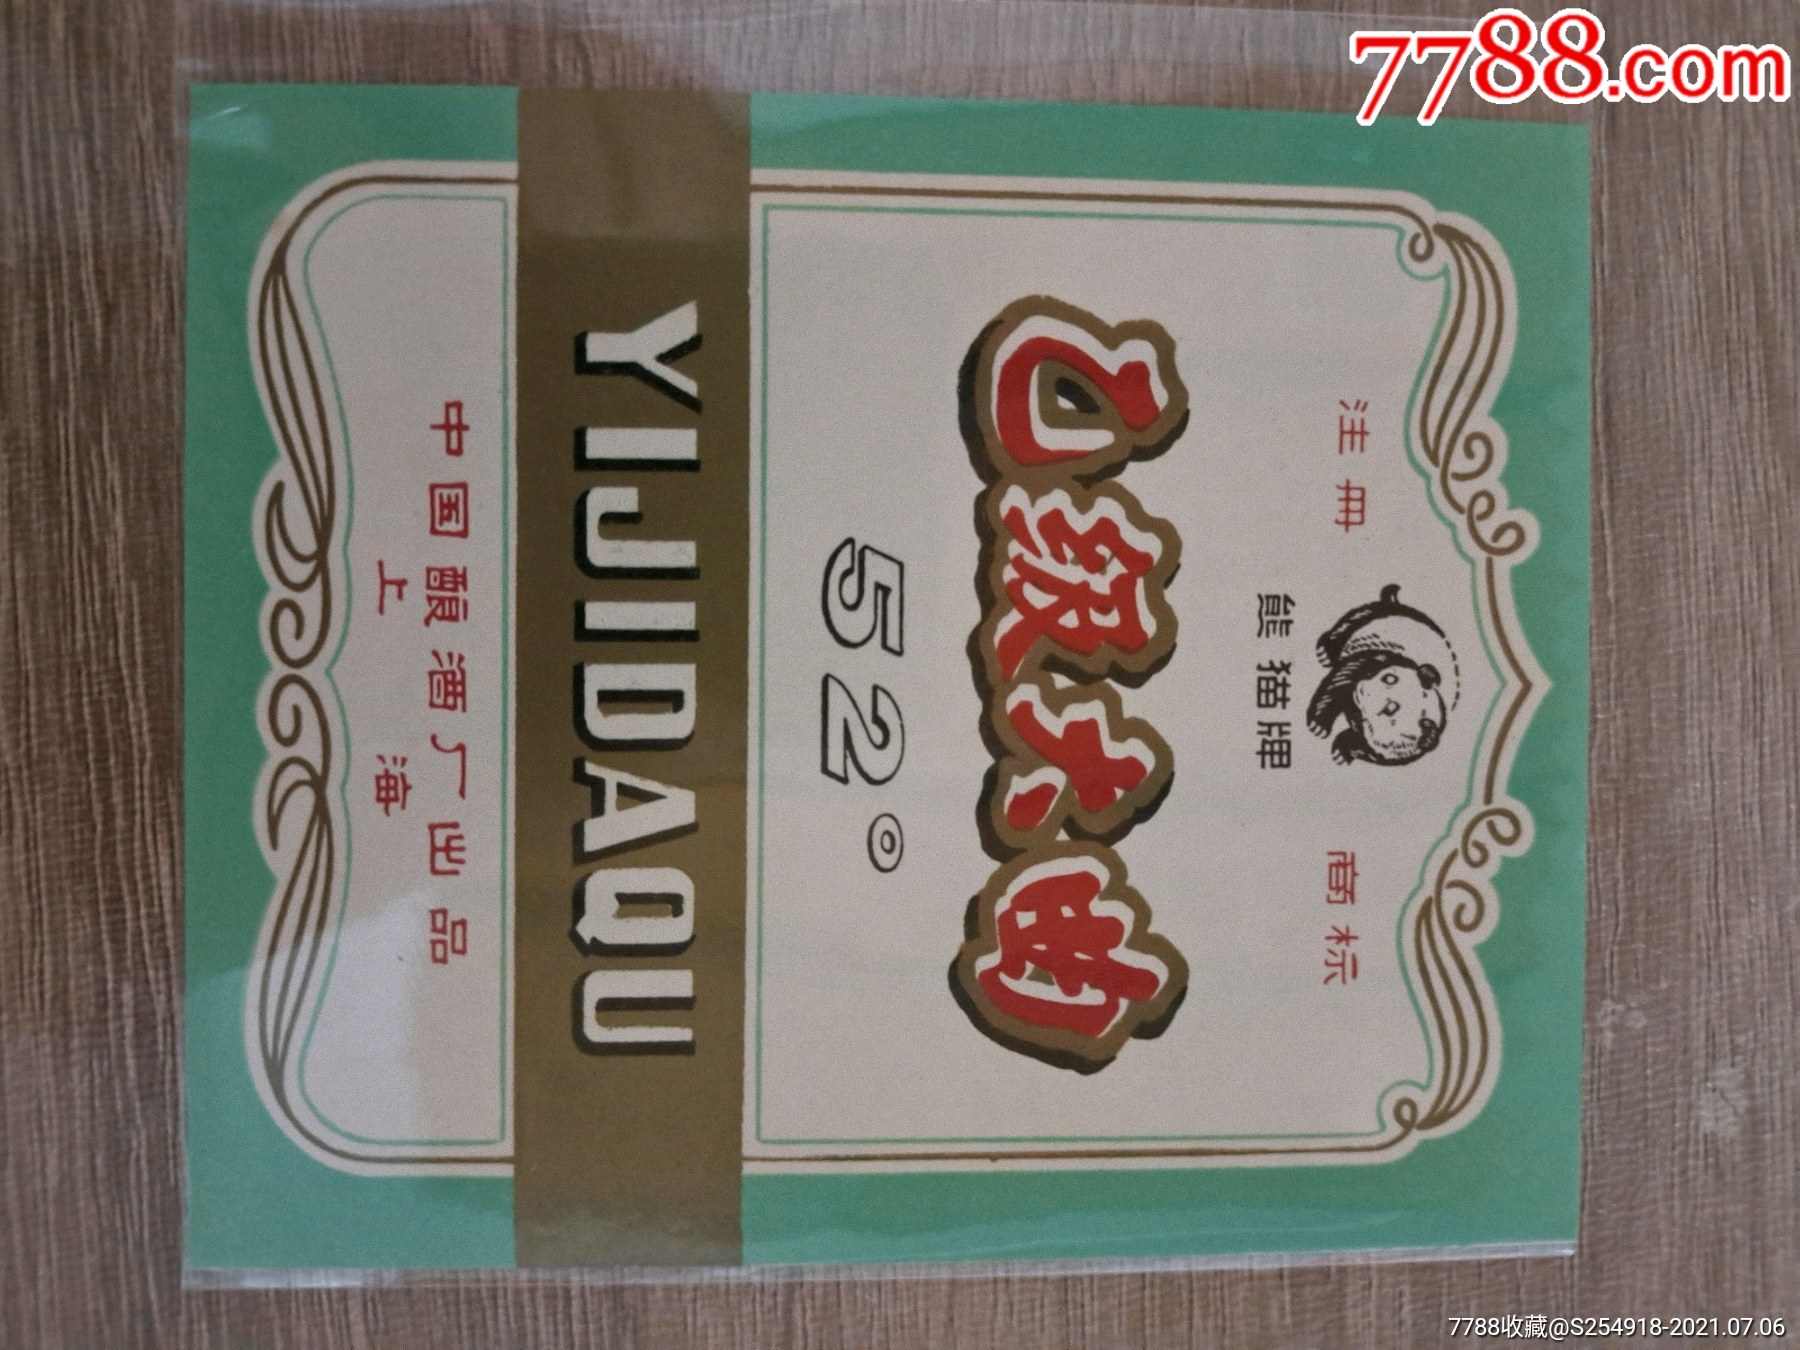 7788.com
注册 商标
熊猫牌
乙级大曲
52°
YIJIDAQU
中国酿酒厂出品
上海
7788收藏@S254918-2021.07.06